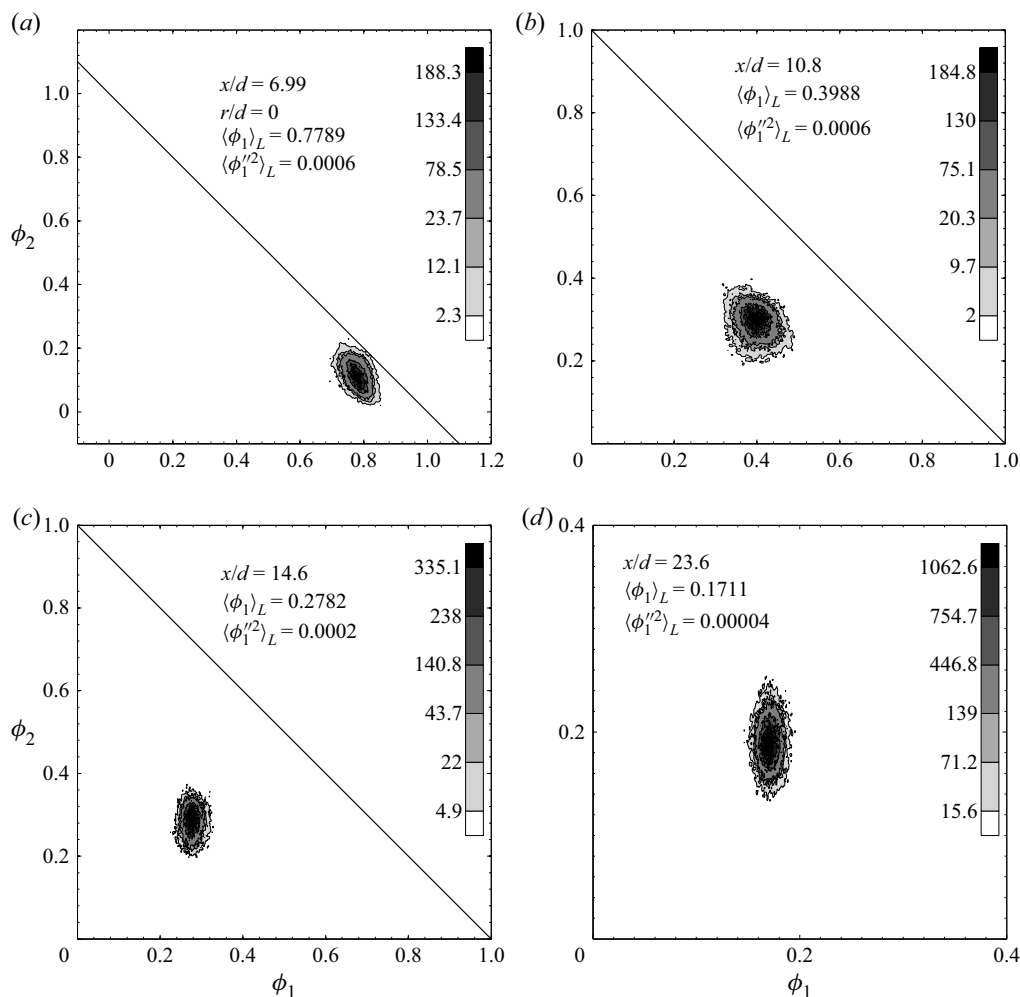 (a)
x/d = 6.99
r/d = 0
⟨ϕ₁⟩_L = 0.7789
⟨ϕ₁″²⟩_L = 0.0006
188.3
133.4
78.5
23.7
12.1
2.3
1.0
0.8
0.6
ϕ₂
0.4
0.2
0
0 0.2 0.4 0.6 0.8 1.0 1.2
(b)
x/d = 10.8
⟨ϕ₁⟩_L = 0.3988
⟨ϕ₁″²⟩_L = 0.0006
184.8
130
75.1
20.3
9.7
2
1.0
0.8
0.6
0.4
0.2
0 0.2 0.4 0.6 0.8 1.0
(c)
x/d = 14.6
⟨ϕ₁⟩_L = 0.2782
⟨ϕ₁″²⟩_L = 0.0002
335.1
238
140.8
43.7
22
4.9
1.0
0.8
0.6
ϕ₂
0.4
0.2
0 0.2 0.4 0.6 0.8 1.0
ϕ₁
(d)
x/d = 23.6
⟨ϕ₁⟩_L = 0.1711
⟨ϕ₁″²⟩_L = 0.00004
1062.6
754.7
446.8
139
71.2
15.6
0.4
0.2
0 0.2 0.4
ϕ₁